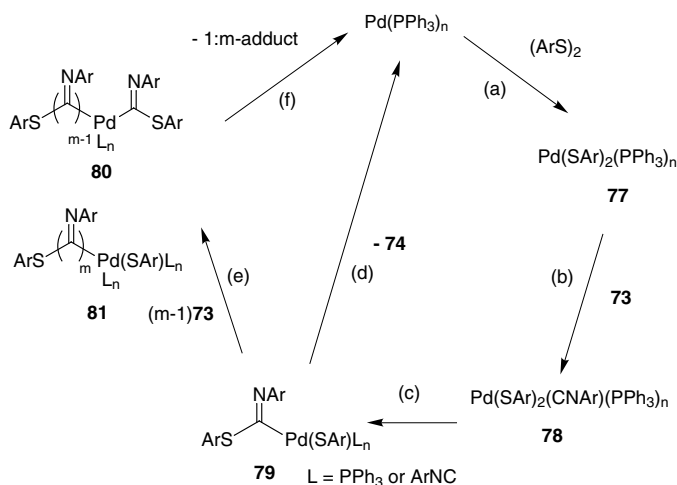 - 1:m-adduct
Pd(PPh3)n
(ArS)2
(a)
(f)
NAr
NAr
ArS
Pd
SAr
m-1
Ln
80
Pd(SAr)2(PPh3)n
77
- 74
(d)
(b)
73
NAr
ArS
m
Pd(SAr)Ln
Ln
81
(m-1)73
(e)
(c)
Pd(SAr)2(CNAr)(PPh3)n
78
NAr
ArS
Pd(SAr)Ln
79
L = PPh3 or ArNC